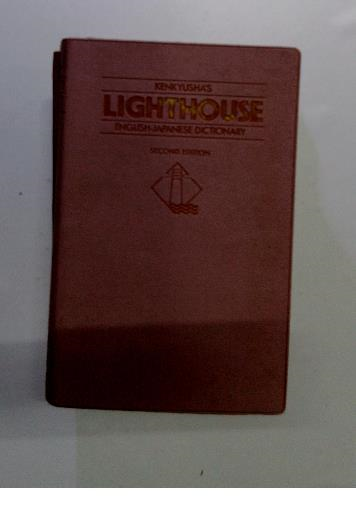 KENKYUSHA'S
LIGHTHOUSE
ENGLISH-JAPANESE DICTIONARY
SECOND EDITION